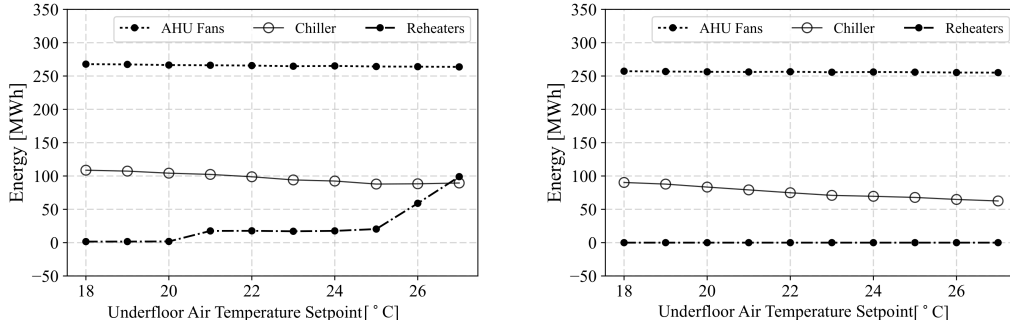 350
300
250
200
150
100
50
0
−50
Energy [MWh]
AHU Fans Chiller Reheaters
18 20 22 24 26
Underfloor Air Temperature Setpoint[°C]
350
300
250
200
150
100
50
0
−50
Energy [MWh]
AHU Fans Chiller Reheaters
18 20 22 24 26
Underfloor Air Temperature Setpoint[°C]